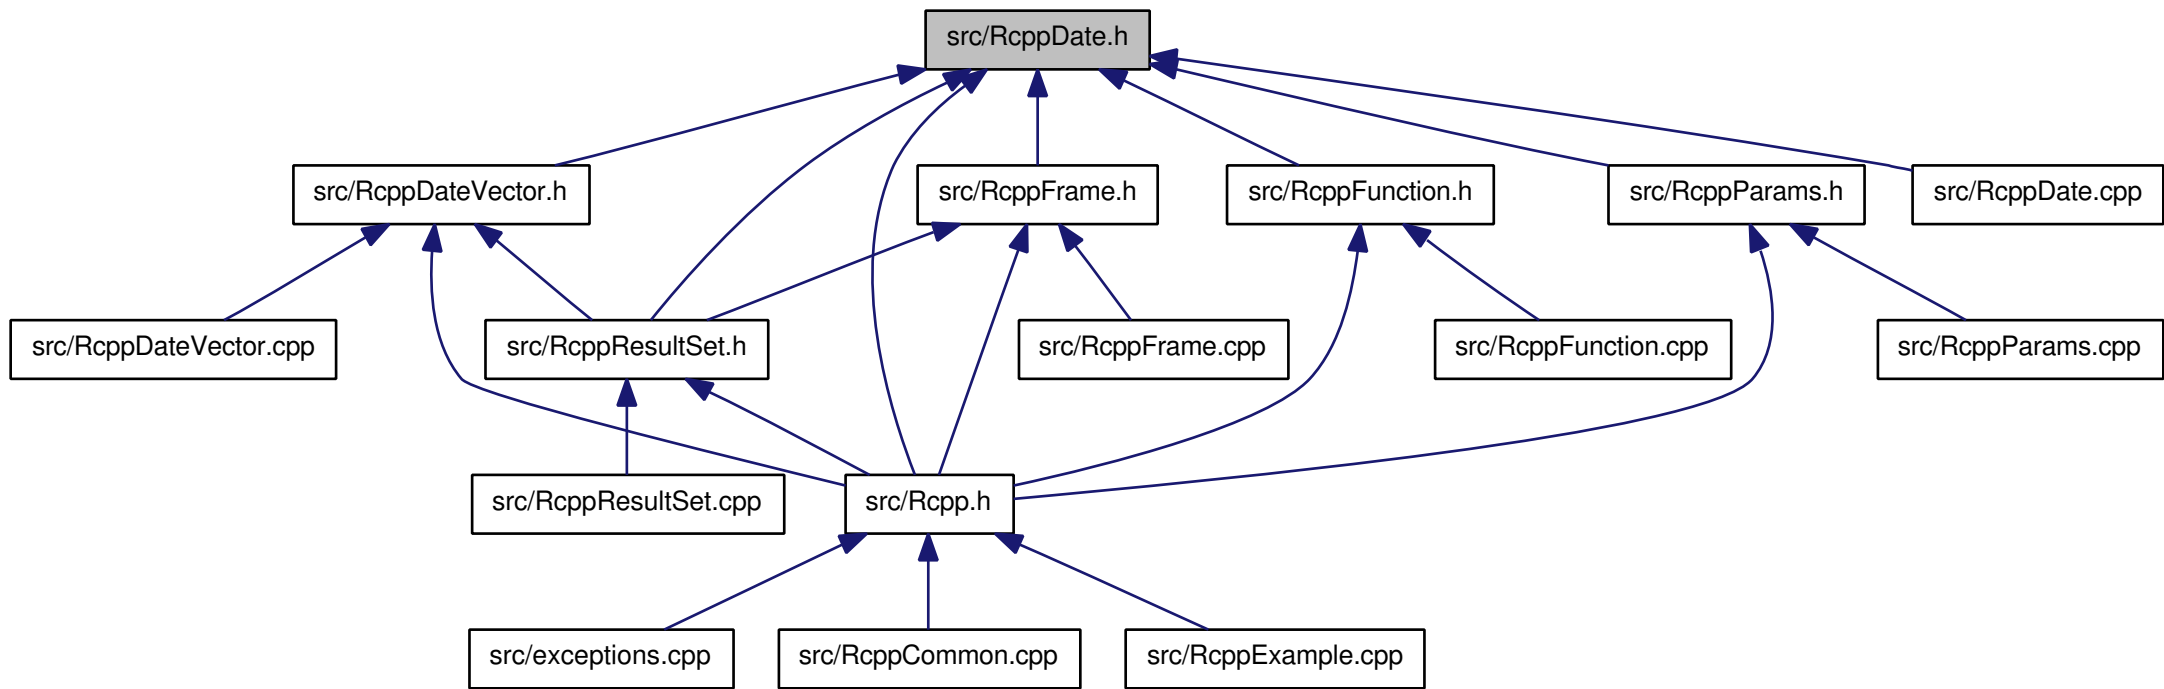 src/RcppDate.h
src/RcppDateVector.h
src/RcppFrame.h
src/RcppFunction.h
src/RcppParams.h
src/RcppDate.cpp
src/RcppDateVector.cpp
src/RcppResultSet.h
src/RcppFrame.cpp
src/RcppFunction.cpp
src/RcppParams.cpp
src/RcppResultSet.cpp
src/Rcpp.h
src/exceptions.cpp
src/RcppCommon.cpp
src/RcppExample.cpp